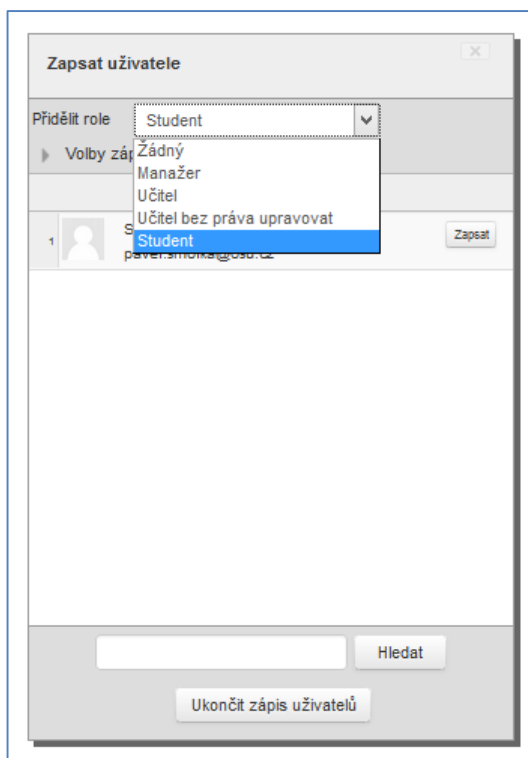 Zapsat uživatele
Přidělit role Student
Volby záp
Žádný
Manažer
Učitel
Učitel bez práva upravovat
Student
1 S
Zapsat
Hledat
Ukončit zápis uživatelů